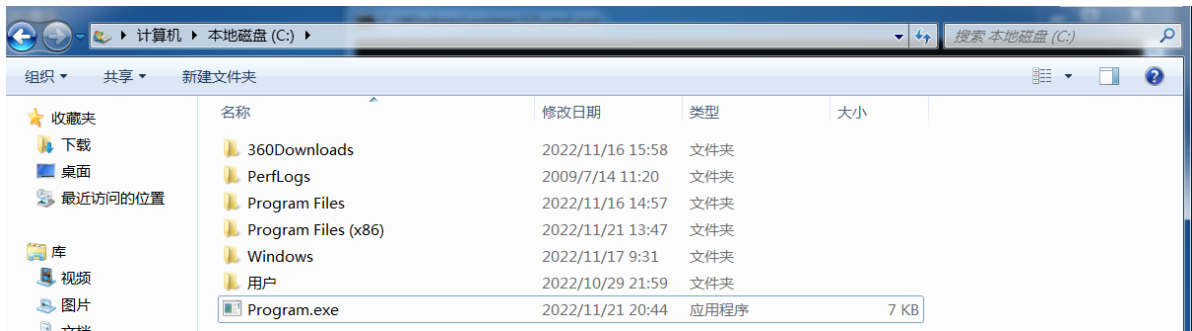 计算机 ▸ 本地磁盘 (C:) ▸ 搜索 本地磁盘 (C:)
组织 共享 新建文件夹
收藏夹
下载
桌面
最近访问的位置
库
视频
图片
文档
名称 修改日期 类型 大小
360Downloads 2022/11/16 15:58 文件夹
PerfLogs 2009/7/14 11:20 文件夹
Program Files 2022/11/16 14:57 文件夹
Program Files (x86) 2022/11/21 13:47 文件夹
Windows 2022/11/17 9:31 文件夹
用户 2022/10/29 21:59 文件夹
Program.exe 2022/11/21 20:44 应用程序 7 KB